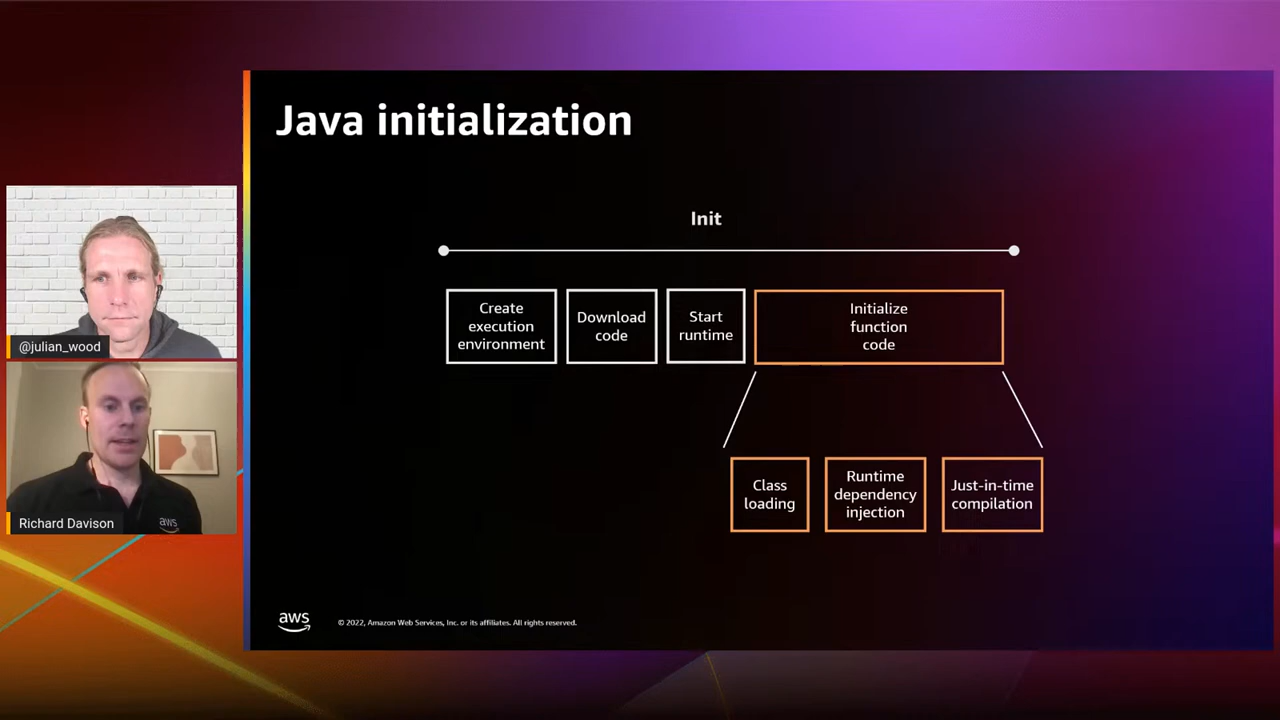 Java initialization
Init
Create
execution
environment
Download
code
Start
runtime
Initialize
function
code
Class
loading
Runtime
dependency
injection
Just-in-time
compilation
@julian_wood
aws
Richard Davison
aws
© 2022, Amazon Web Services, Inc. or its affiliates. All rights reserved.